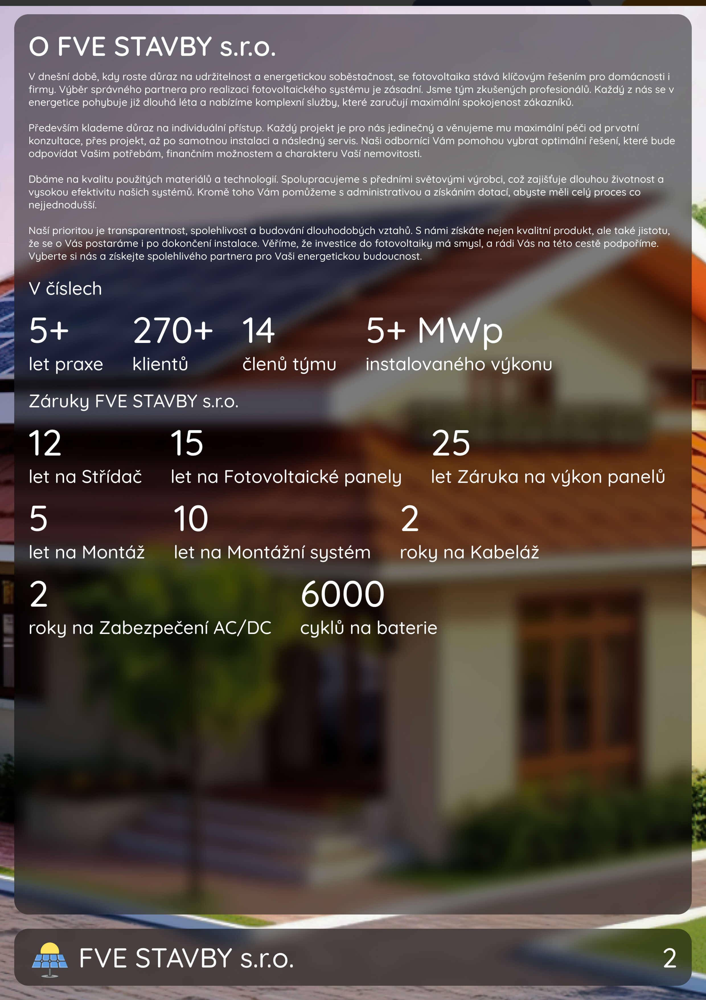 O FVE STAVBY s.r.o.
V dnešní době, kdy roste důraz na udržitelnost a energetickou soběstačnost, se fotovoltaika stává klíčovým řešením pro domácnosti i
firmy. Výběr správného partnera pro realizaci fotovoltaického systému je zásadní. Jsme tým zkušených profesionálů. Každý z nás se v
energetice pohybuje již dlouhá léta a nabízíme komplexní služby, které zaručují maximální spokojenost zákazníků.
Především klademe důraz na individuální přístup. Každý projekt je pro nás jedinečný a věnujeme mu maximální péči od prvotní
konzultace, přes projekt, až po samotnou instalaci a následný servis. Naši odborníci Vám pomohou vybrat optimální řešení, které bude
odpovídat Vašim potřebám, finančním možnostem a charakteru Vaší nemovitosti.
Dbáme na kvalitu použitých materiálů a technologií. Spolupracujeme s předními světovými výrobci, což zajišťuje dlouhou životnost a
vysokou efektivitu našich systémů. Kromě toho Vám pomůžeme s administrativou a získáním dotací, abyste měli celý proces co
nejjednodušší.
Naší prioritou je transparentnost, spolehlivost a budování dlouhodobých vztahů. S námi získáte nejen kvalitní produkt, ale také jistotu,
že se o Vás postaráme i po dokončení instalace. Věříme, že investice do fotovoltaiky má smysl, a rádi Vás na této cestě podpoříme.
Vyberte si nás a získejte spolehlivého partnera pro Vaši energetickou budoucnost.
V číslech
5+ 270+ 14 5+ MWp
let praxe klientů členů týmu instalovaného výkonu
Záruky FVE STAVBY s.r.o.
12 15 25
let na Střídač let na Fotovoltaické panely let Záruka na výkon panelů
5 10 2
let na Montáž let na Montážní systém roky na Kabeláž
2 6000
roky na Zabezpečení AC/DC cyklů na baterie
FVE STAVBY s.r.o. 2